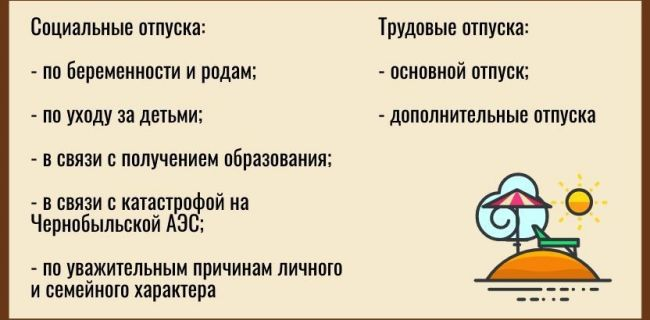 Социальные отпуска:
- по беременности и родам;
- по уходу за детьми;
- в связи с получением образования;
- в связи с катастрофой на
Чернобыльской АЭС;
- по уважительным причинам личного
и семейного характера
Трудовые отпуска:
- основной отпуск;
- дополнительные отпуска